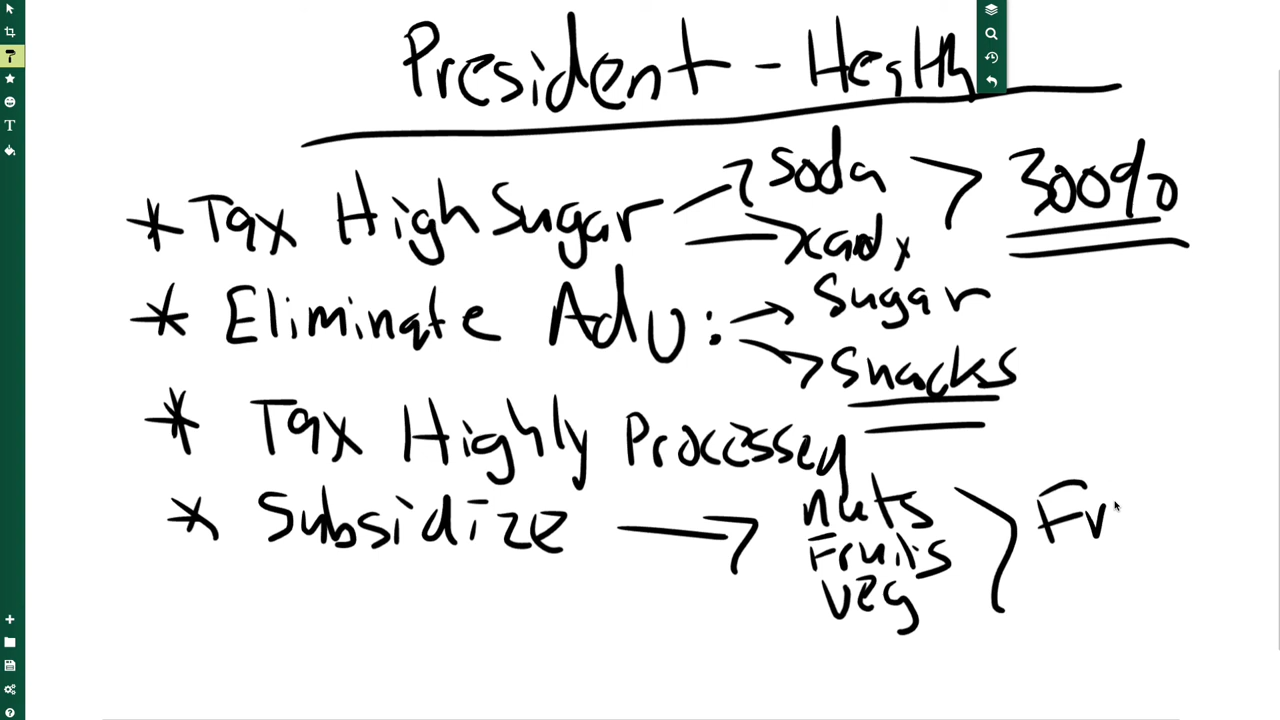 President - Health
* Tax High Sugar soda 300%
* Eliminate Adv: Sugar
Snacks
* Tax Highly Processed
* Subsidize nuts Fr
Fruits
veg
T